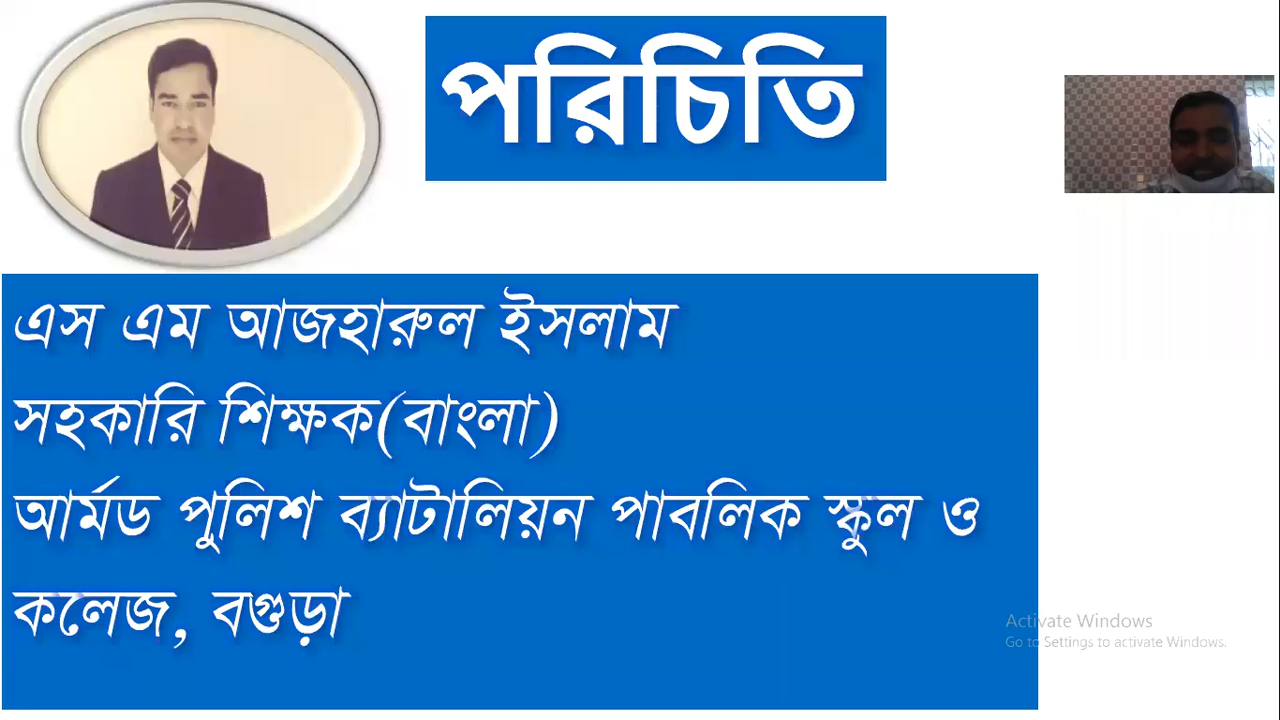 পরিচিতি
এস এম আজহারুল ইসলাম
সহকারি শিক্ষক(বাংলা)
আর্মড পুলিশ ব্যাটালিয়ন পাবলিক স্কুল ও
কলেজ, বগুড়া
Activate Windows
Go to Settings to activate Windows.